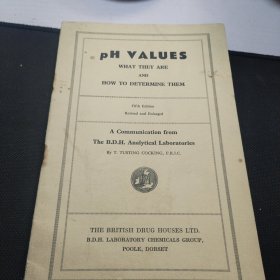 pH VALUES
WHAT THEY ARE
AND
HOW TO DETERMINE THEM
Fifth Edition
Revised and Enlarged
A Communication from
The B.D.H. Analytical Laboratories
By T. TUSTING COCKING, F.R.I.C.
THE BRITISH DRUG HOUSES LTD.
B.D.H. LABORATORY CHEMICALS GROUP,
POOLE, DORSET